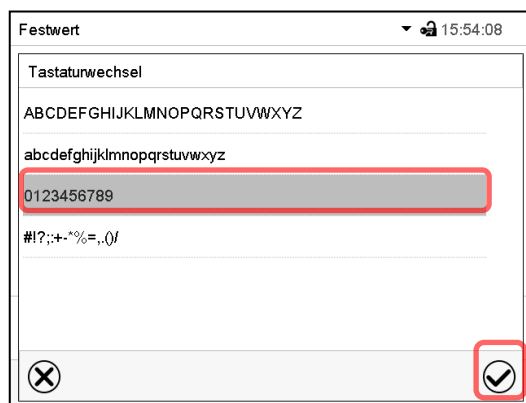 Festwert 15:54:08
Tastaturwechsel
ABCDEFGHIJKLMNOPQRSTUVWXYZ
abcdefghijklmnopqrstuvwxyz
0123456789
#!?;:+-*%=,.()/